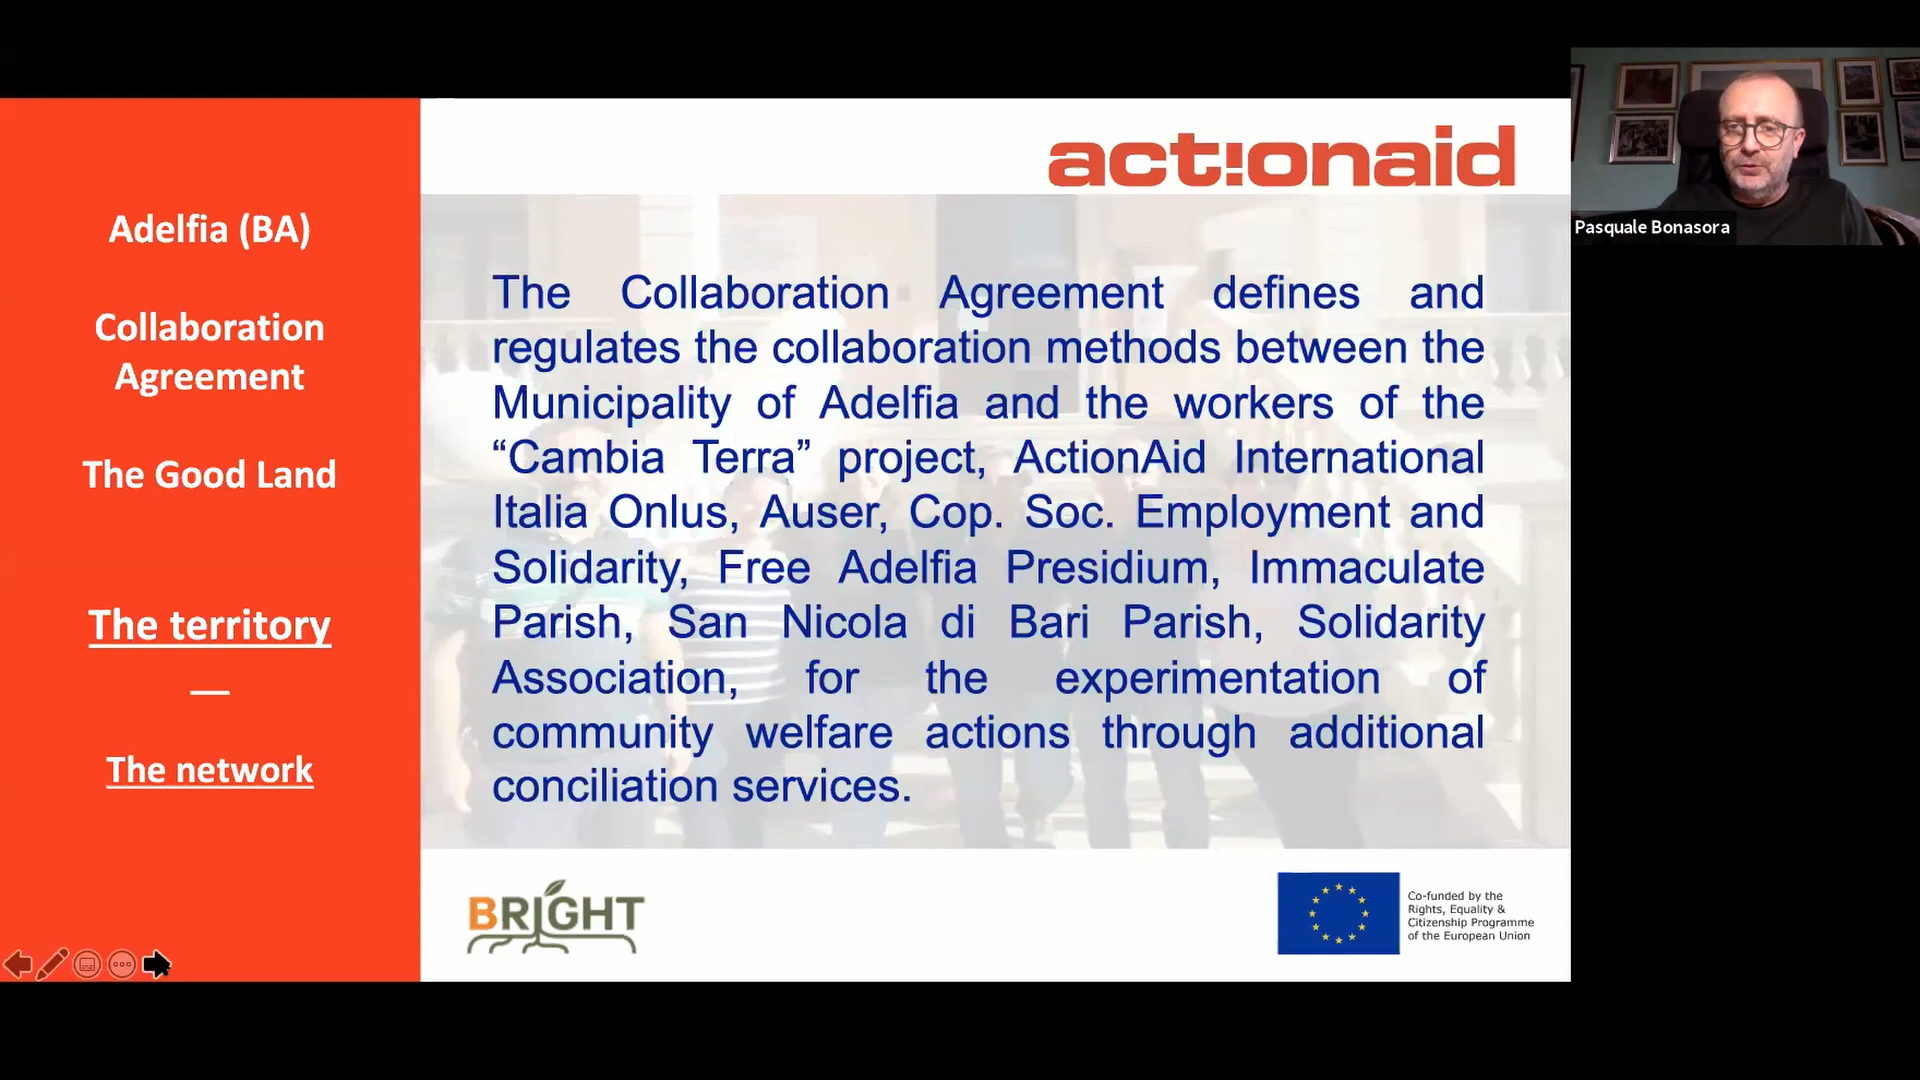 Adelfia (BA)
Collaboration
Agreement
The Good Land
The territory
—
The network
act!onaid
The Collaboration Agreement defines and
regulates the collaboration methods between the
Municipality of Adelfia and the workers of the
“Cambia Terra” project, ActionAid International
Italia Onlus, Auser, Cop. Soc. Employment and
Solidarity, Free Adelfia Presidium, Immaculate
Parish, San Nicola di Bari Parish, Solidarity
Association, for the experimentation of
community welfare actions through additional
conciliation services.
BRIGHT
Co-funded by the
Rights, Equality &
Citizenship Programme
of the European Union
Pasquale Bonasora